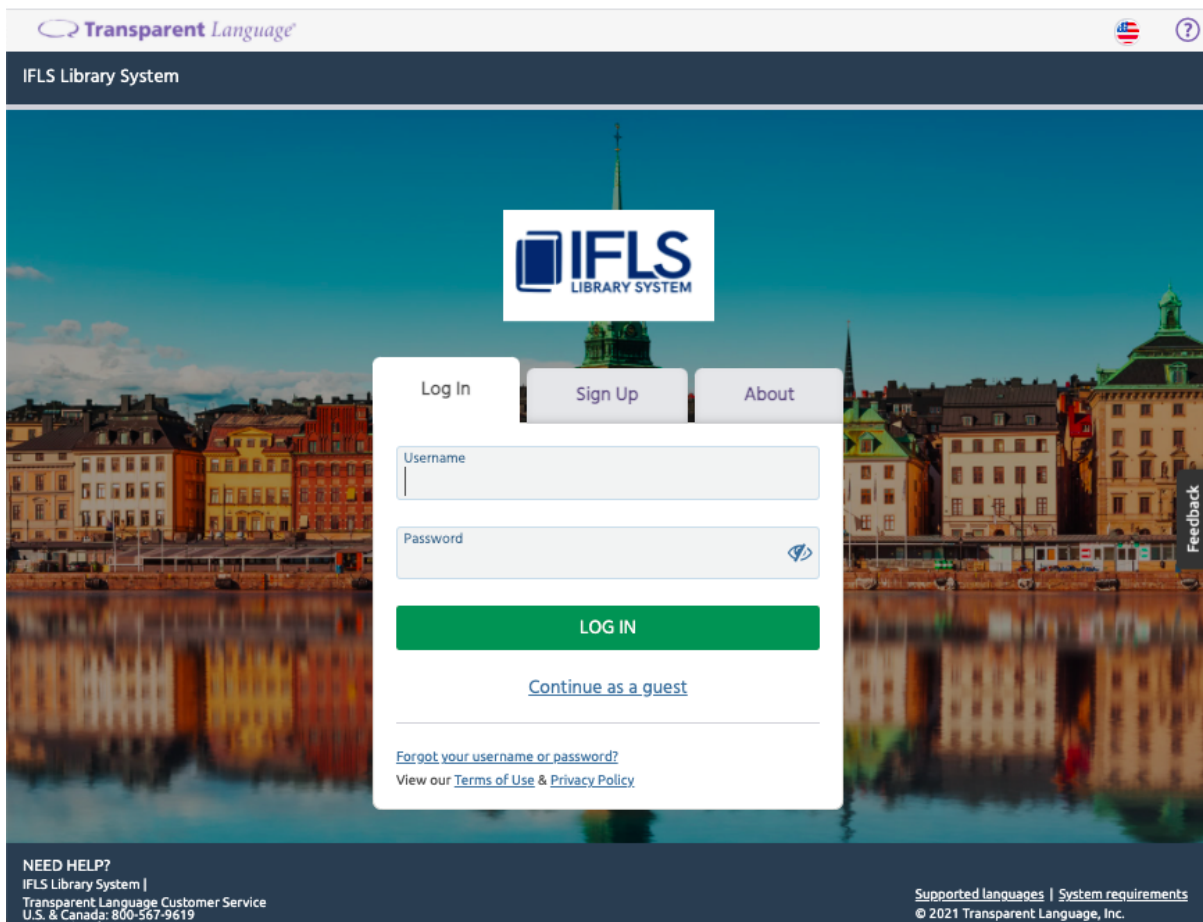 Transparent Language®
?
IFLS Library System
IFLS
LIBRARY SYSTEM
Log In
Sign Up
About
Username
Password
LOG IN
Continue as a guest
Forgot your username or password?
View our Terms of Use & Privacy Policy
Feedback
NEED HELP?
IFLS Library System |
Transparent Language Customer Service
U.S. & Canada: 800-567-9619
Supported languages | System requirements
© 2021 Transparent Language, Inc.